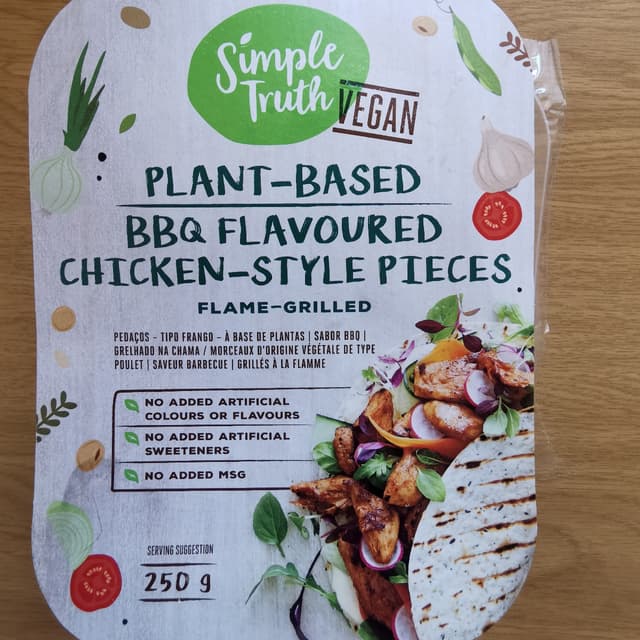 Simple
Truth
VEGAN
PLANT-BASED
BBQ FLAVOURED
CHICKEN-STYLE PIECES
FLAME-GRILLED
PEDAÇOS - TIPO FRANGO - À BASE DE PLANTAS | SABOR BBQ |
GRELHADO NA CHAMA / MORCEAUX D'ORIGINE VÉGÉTALE DE TYPE
POULET | SAVEUR BARBECUE | GRILLÉS À LA FLAMME
NO ADDED ARTIFICIAL
COLOURS OR FLAVOURS
NO ADDED ARTIFICIAL
SWEETENERS
NO ADDED MSG
SERVING SUGGESTION
250 g